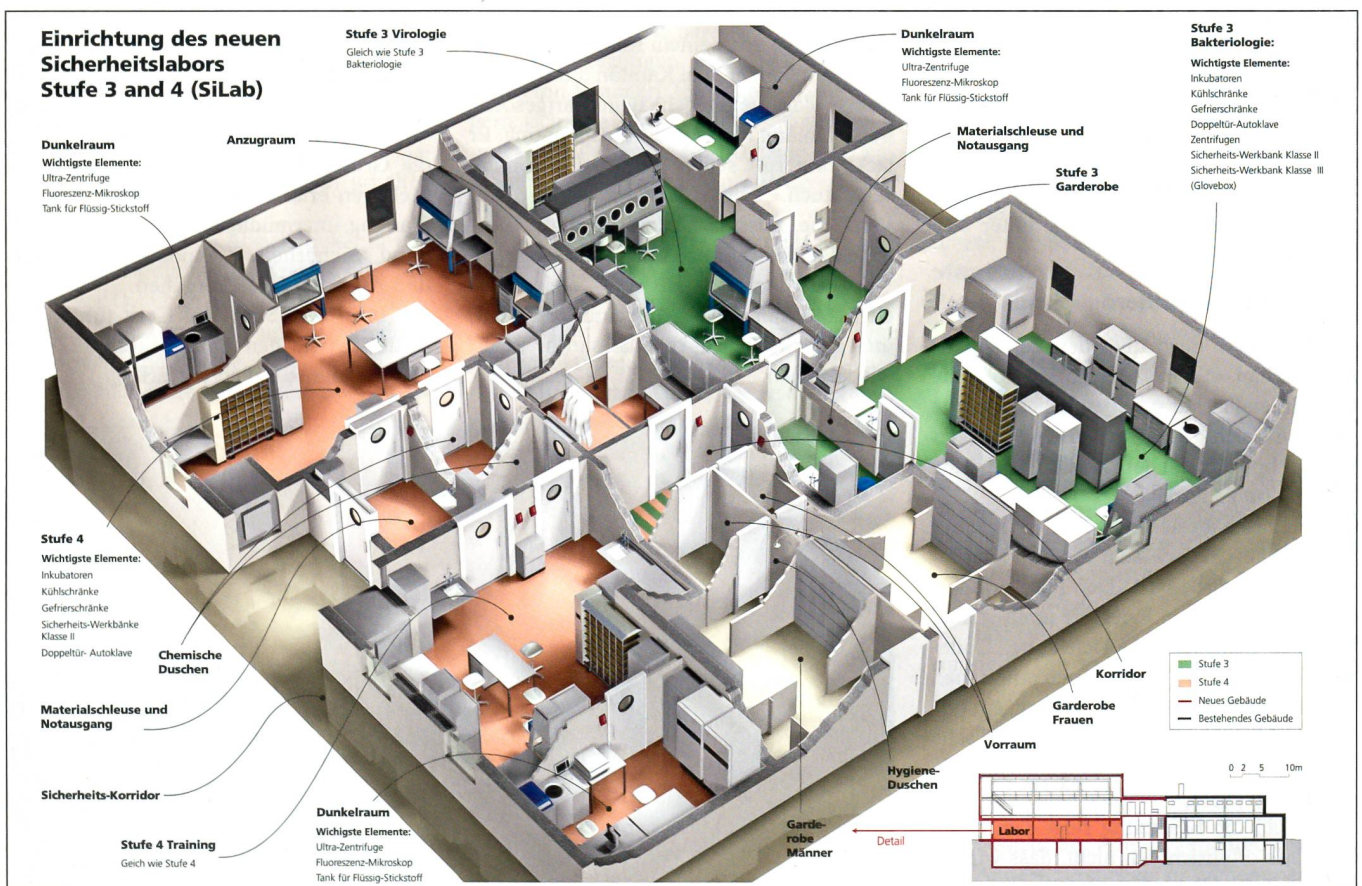 Einrichtung des neuen
Sicherheitslabors
Stufe 3 and 4 (SiLab)
Stufe 3 Virologie
Gleich wie Stufe 3
Bakteriologie
Dunkelraum
Wichtigste Elemente:
Ultra-Zentrifuge
Fluoreszenz-Mikroskop
Tank für Flüssig-Stickstoff
Stufe 3
Bakteriologie:
Wichtigste Elemente:
Inkubatoren
Kühlschränke
Gefrierschränke
Doppeltür-Autoklave
Zentrifugen
Sicherheits-Werkbank Klasse II
Sicherheits-Werkbank Klasse III
(Glovebox)
Dunkelraum
Wichtigste Elemente:
Ultra-Zentrifuge
Fluoreszenz-Mikroskop
Tank für Flüssig-Stickstoff
Anzugraum
Materialschleuse und
Notausgang
Stufe 3
Garderobe
Stufe 4
Wichtigste Elemente:
Inkubatoren
Kühlschränke
Gefrierschränke
Sicherheits-Werkbänke
Klasse II
Doppeltür- Autoklave
Chemische
Duschen
Materialschleuse und
Notausgang
Sicherheits-Korridor
Stufe 4 Training
Geich wie Stufe 4
Dunkelraum
Wichigste Elemente:
Ultra-Zentrifuge
Fluoreszenz-Mikroskop
Tank für Flüssig-Stickstoff
Garde-
robe
Männer
Hygiene-
Duschen
Vorraum
Garderobe
Frauen
Korridor
Stufe 3
Stufe 4
Neues Gebäude
Bestehendes Gebäude
0 2 5 10m
Labor
Detail